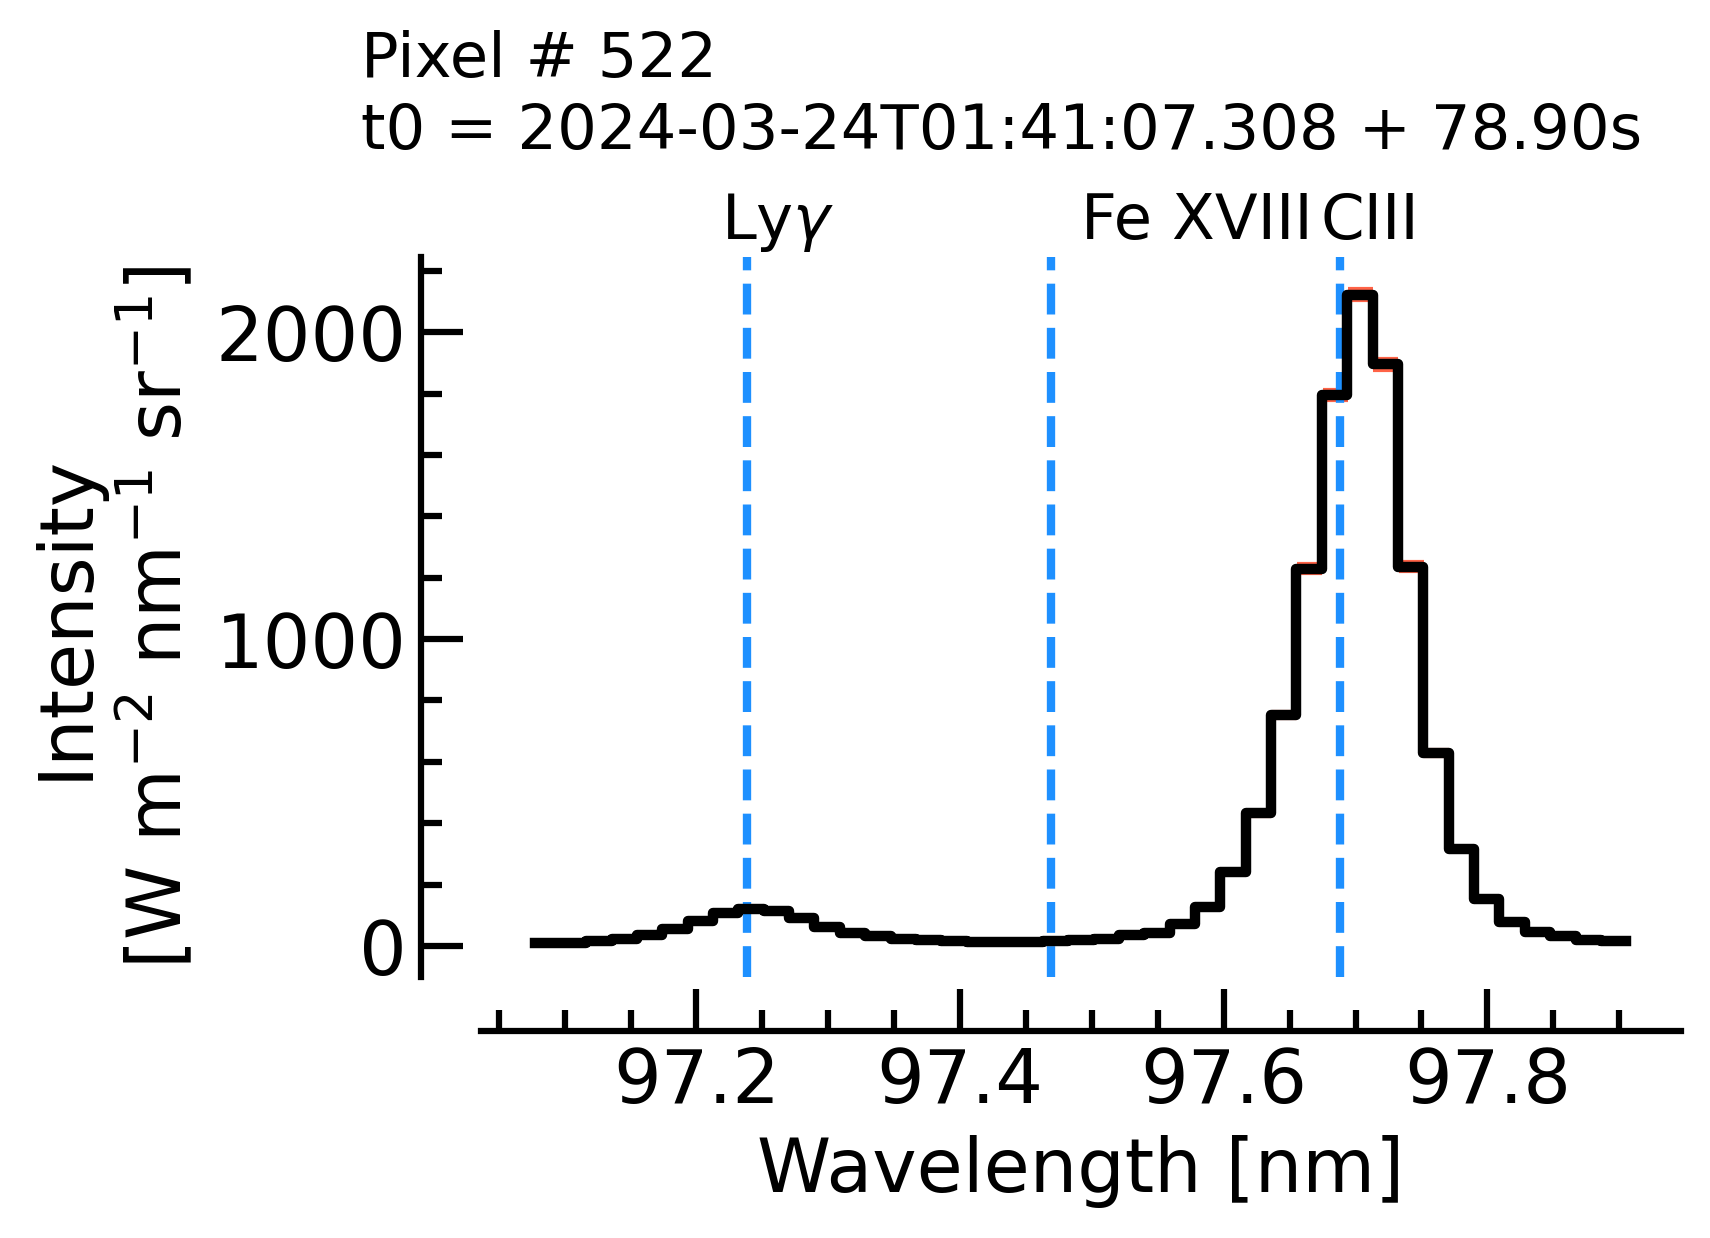 Pixel # 522
t0 = 2024-03-24T01:41:07.308 + 78.90s
Lyγ Fe XVIII CIII
Intensity
[W m⁻² nm⁻¹ sr⁻¹]
2000
1000
0
97.2 97.4 97.6 97.8
Wavelength [nm]